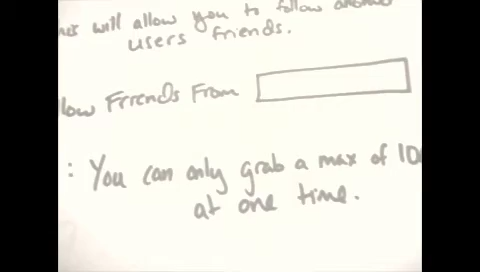 will allow you to follow
users friends.
Friends From
: You can only grab a max of
at one time.